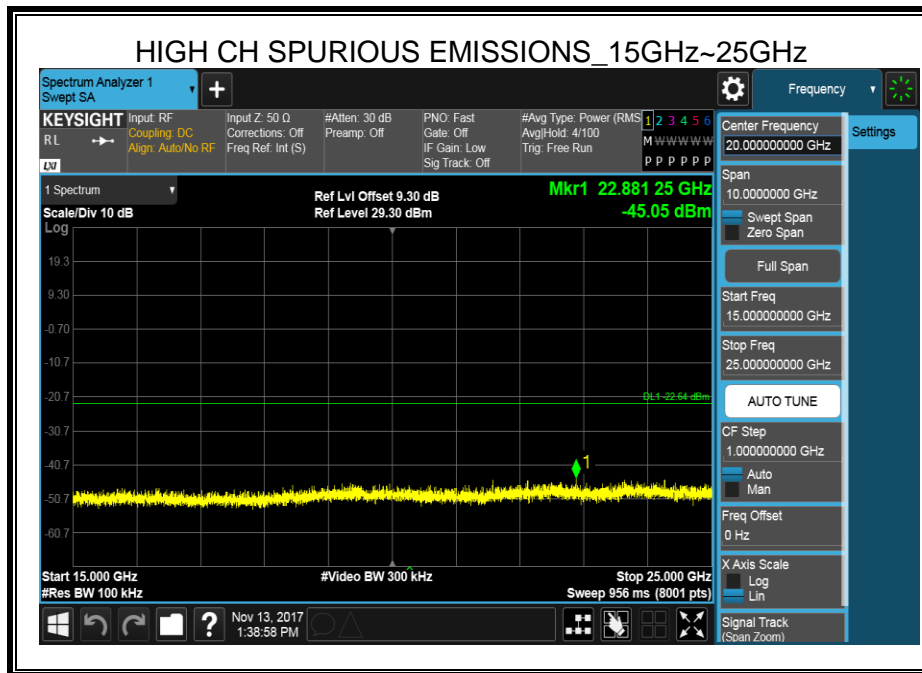 HIGH CH SPURIOUS EMISSIONS_15GHz~25GHz
Spectrum Analyzer 1
Swept SA
+
Frequency
KEYSIGHT
RL
LXI
Input: RF
Coupling: DC
Align: Auto/No RF
Input Z: 50 Ω
Corrections: Off
Freq Ref: Int (S)
#Atten: 30 dB
Preamp: Off
PNO: Fast
Gate: Off
IF Gain: Low
Sig Track: Off
#Avg Type: Power (RMS
Avg|Hold: 4/100
Trig: Free Run
1 2 3 4 5 6
M W W W W W
P P P P P P
1 Spectrum
Scale/Div 10 dB
Log
Ref Lvl Offset 9.30 dB
Ref Level 29.30 dBm
Mkr1 22.881 25 GHz
-45.05 dBm
19.3
9.30
-0.70
-10.7
-20.7
-30.7
-40.7
-50.7
-60.7
DL1 -22.64 dBm
1
Start 15.000 GHz
#Res BW 100 kHz
#Video BW 300 kHz
Stop 25.000 GHz
Sweep 956 ms (8001 pts)
Center Frequency
20.000000000 GHz
Span
10.0000000 GHz
Swept Span
Zero Span
Full Span
Start Freq
15.000000000 GHz
Stop Freq
25.000000000 GHz
AUTO TUNE
CF Step
1.000000000 GHz
Auto
Man
Freq Offset
0 Hz
X Axis Scale
Log
Lin
Signal Track
(Span Zoom)
Settings
?
Nov 13, 2017
1:38:58 PM